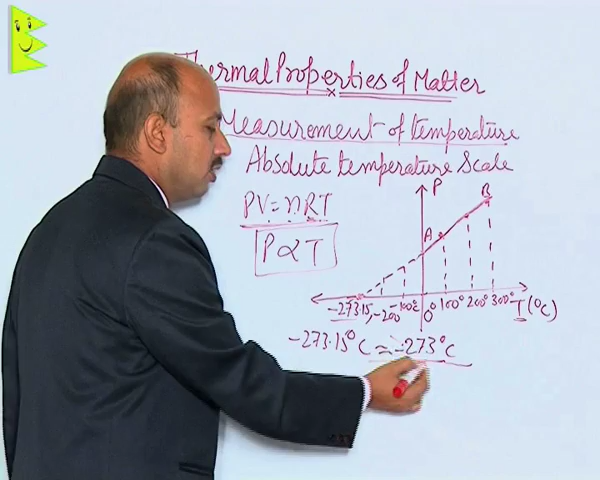 Thermal Properties of Matter
Measurement of temperature
Absolute temperature Scale
PV = nRT
P ∝ T
P
B
A
-273.15 -200 -100°C 0° 100° 200° 300° T (°C)
-273.15°C ≈ -273°C